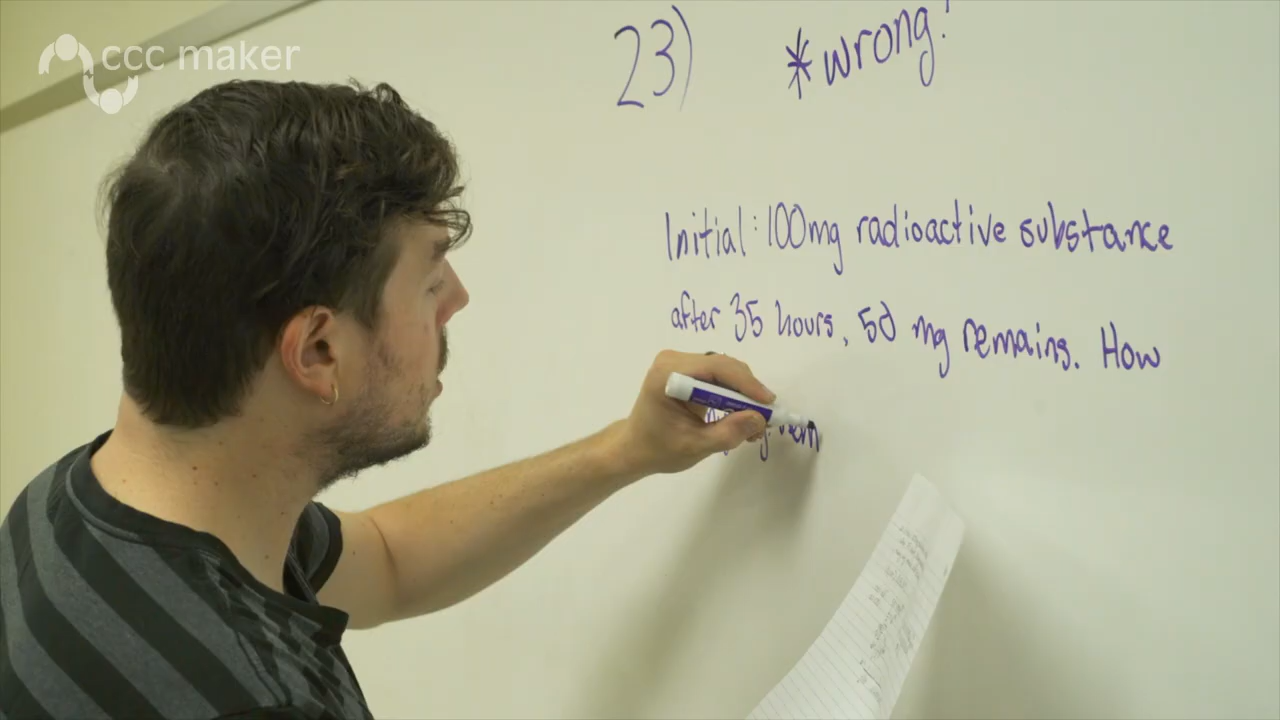 ccc maker
23) *wrong!
Initial: 100mg radioactive substance
after 35 hours, 50 mg remains. How